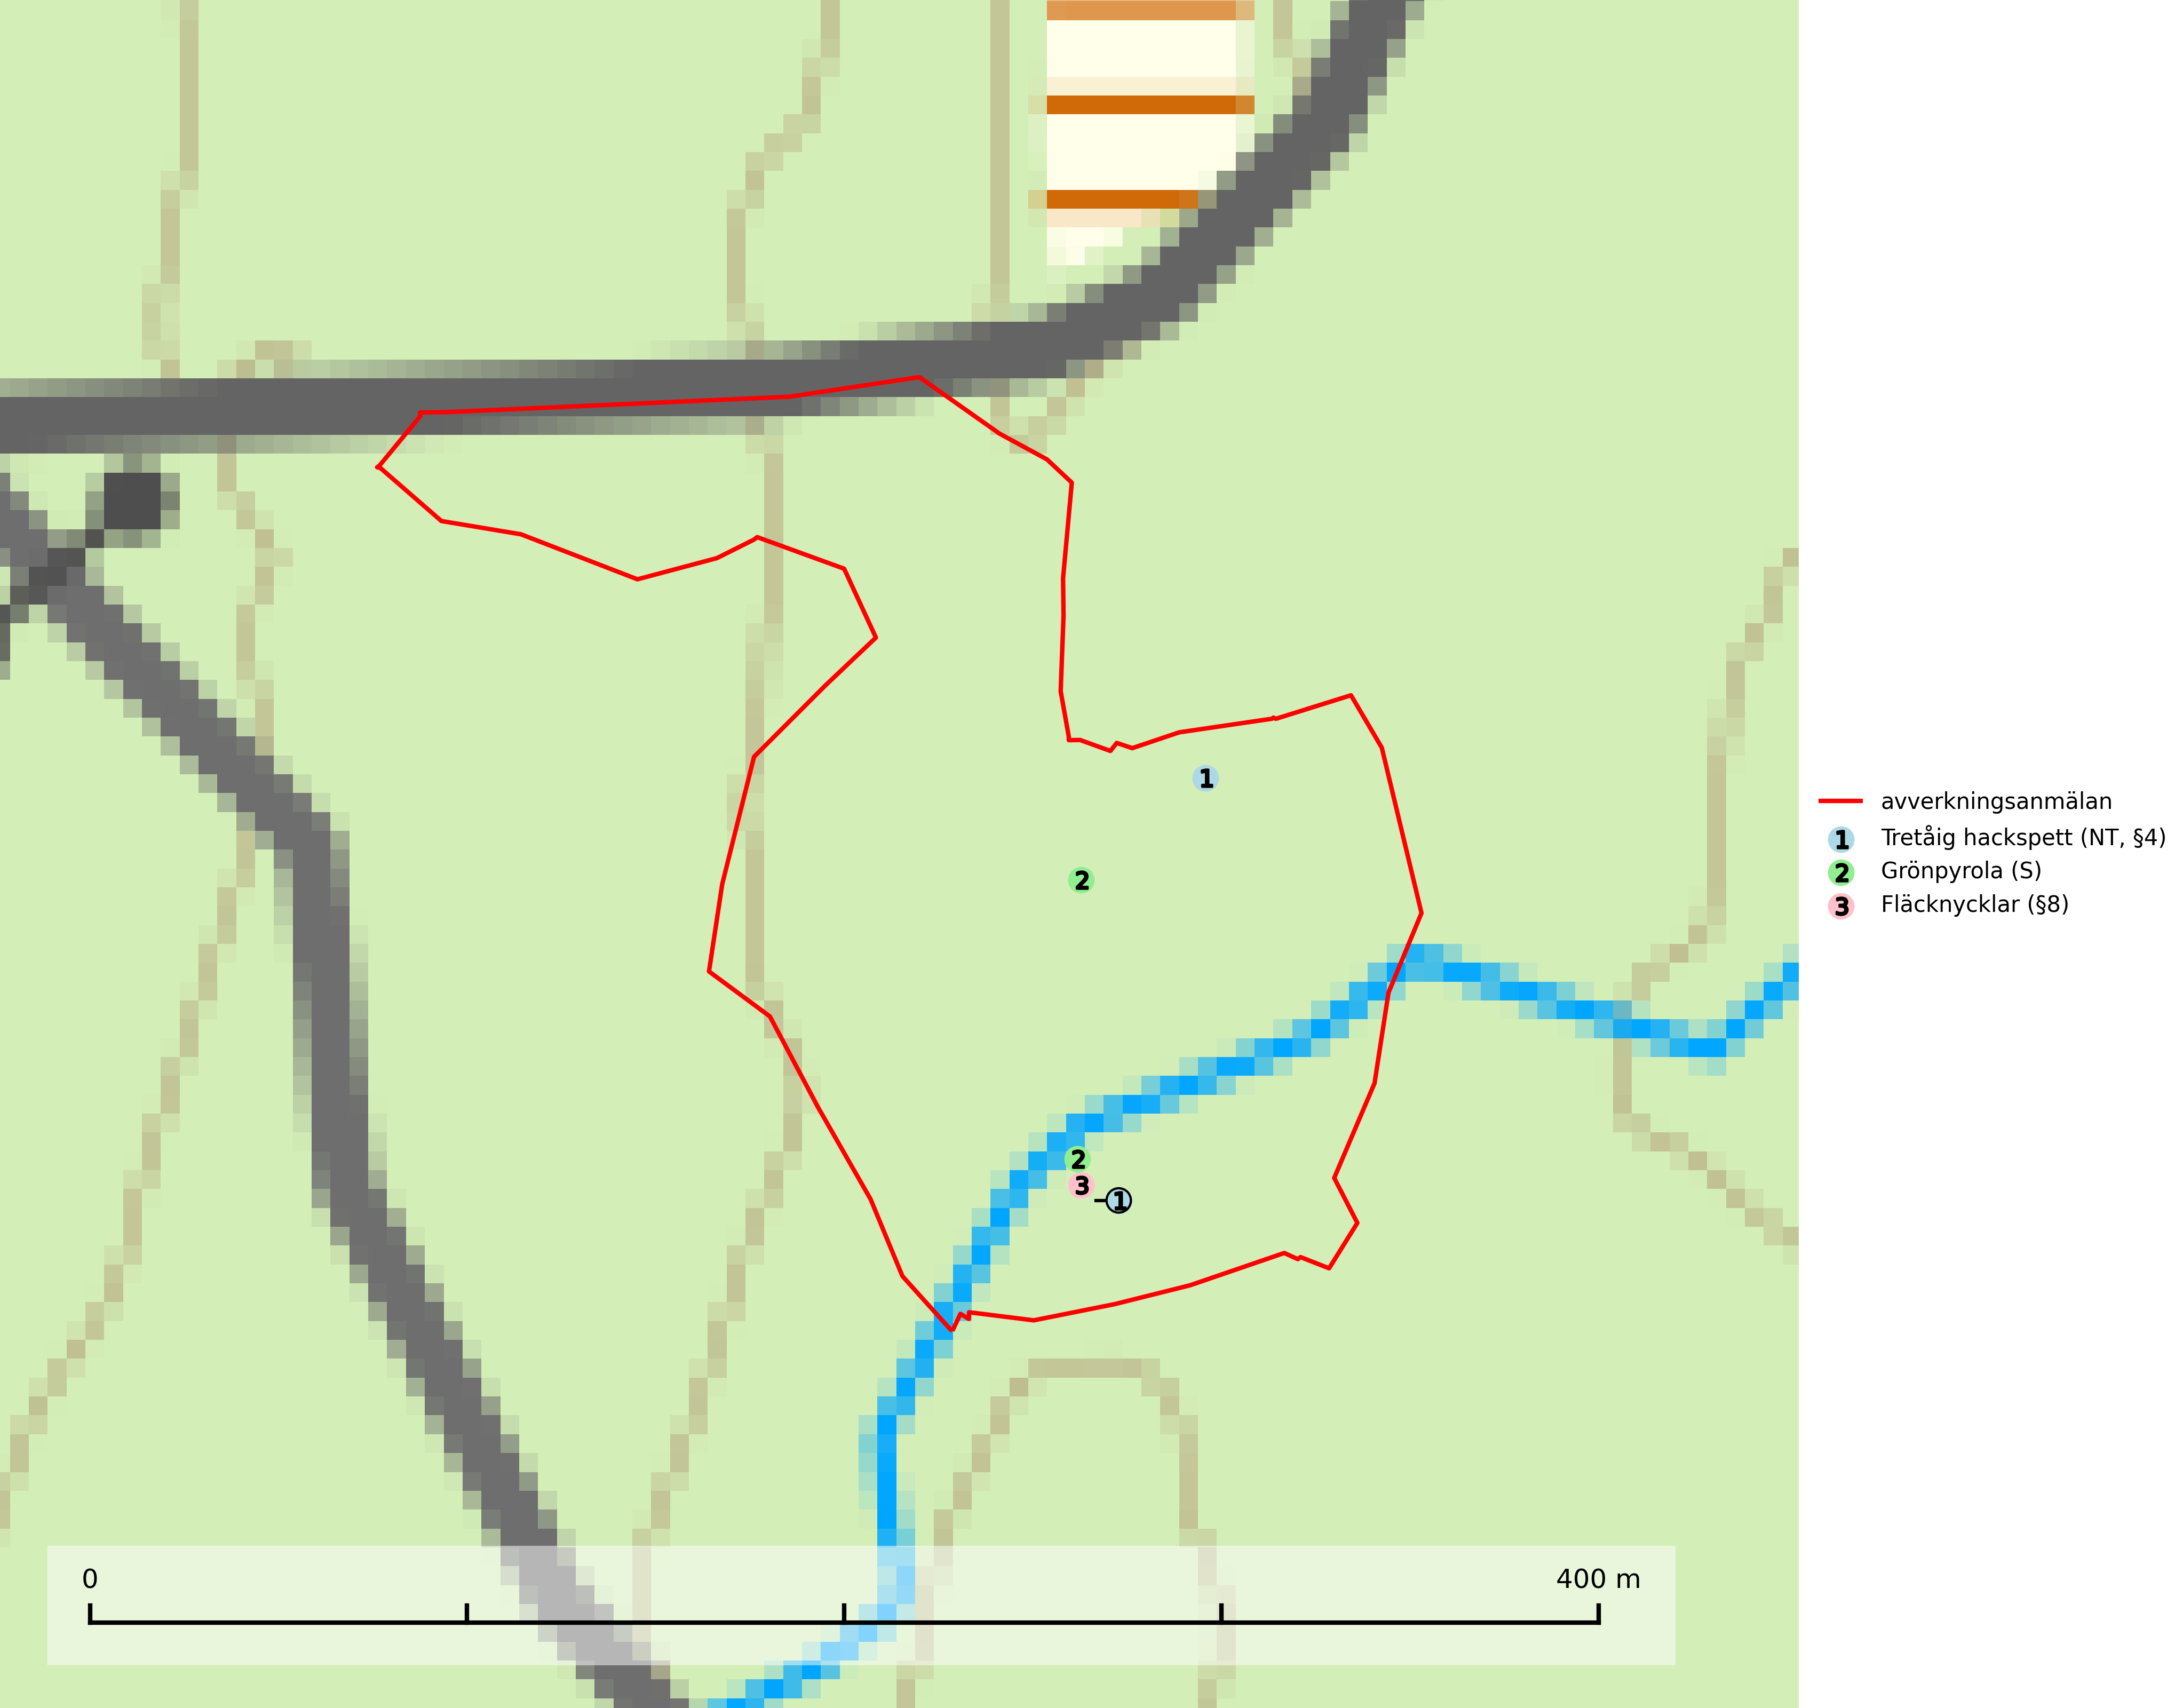 1
2
2
3
1
0
400 m
avverkningsanmälan
1 Tretåig hackspett (NT, §4)
2 Grönpyrola (S)
3 Fläcknycklar (§8)